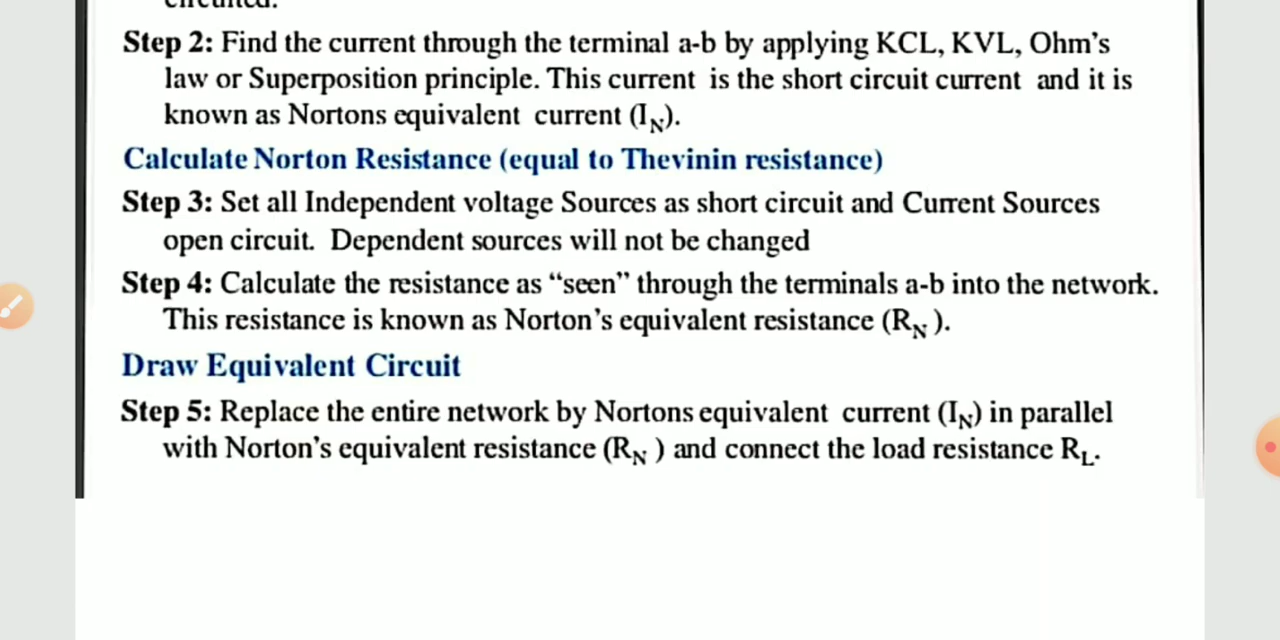 Step 2: Find the current through the terminal a-b by applying KCL, KVL, Ohm's
law or Superposition principle. This current is the short circuit current and it is
known as Nortons equivalent current (I_N).
Calculate Norton Resistance (equal to Thevinin resistance)
Step 3: Set all Independent voltage Sources as short circuit and Current Sources
open circuit. Dependent sources will not be changed
Step 4: Calculate the resistance as “seen” through the terminals a-b into the network.
This resistance is known as Norton's equivalent resistance (R_N ).
Draw Equivalent Circuit
Step 5: Replace the entire network by Nortons equivalent current (I_N) in parallel
with Norton's equivalent resistance (R_N ) and connect the load resistance R_L.